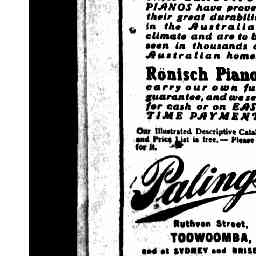 PIANOS have prove
their great durabili
in the Australia
climate and are to b
seen in thousands
Australian home
Rönisch Piano
carry our own fu
guarantee, and we se
for cash or on EAS
TIME PAYMENT
Our Illustrated Descriptive Catal
and Price List is free.—Please
for it.
Paling
Ruthven Street,
TOOWOOMBA,
and at SYDNEY and BRISB